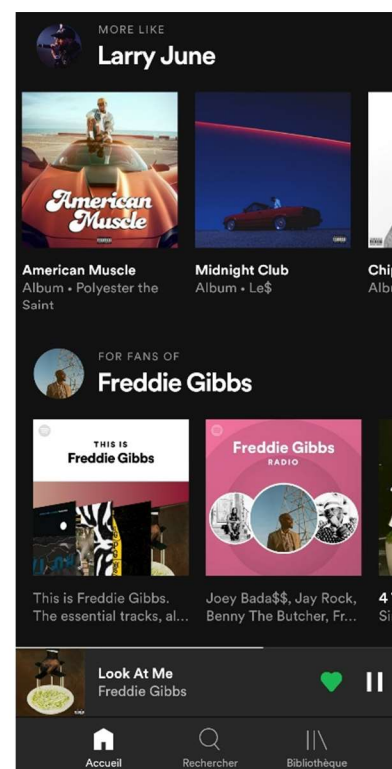 MORE LIKE
Larry June
American
Muscle
American Muscle
Album • Polyester the
Saint
Midnight Club
Album • Le$
Chi
Alb
FOR FANS OF
Freddie Gibbs
THIS IS
Freddie Gibbs
Freddie Gibbs
RADIO
This is Freddie Gibbs.
The essential tracks, al...
Joey Bada$$, Jay Rock,
Benny The Butcher, Fr...
4
Si
Look At Me
Freddie Gibbs
Accueil
Rechercher
Bibliothèque